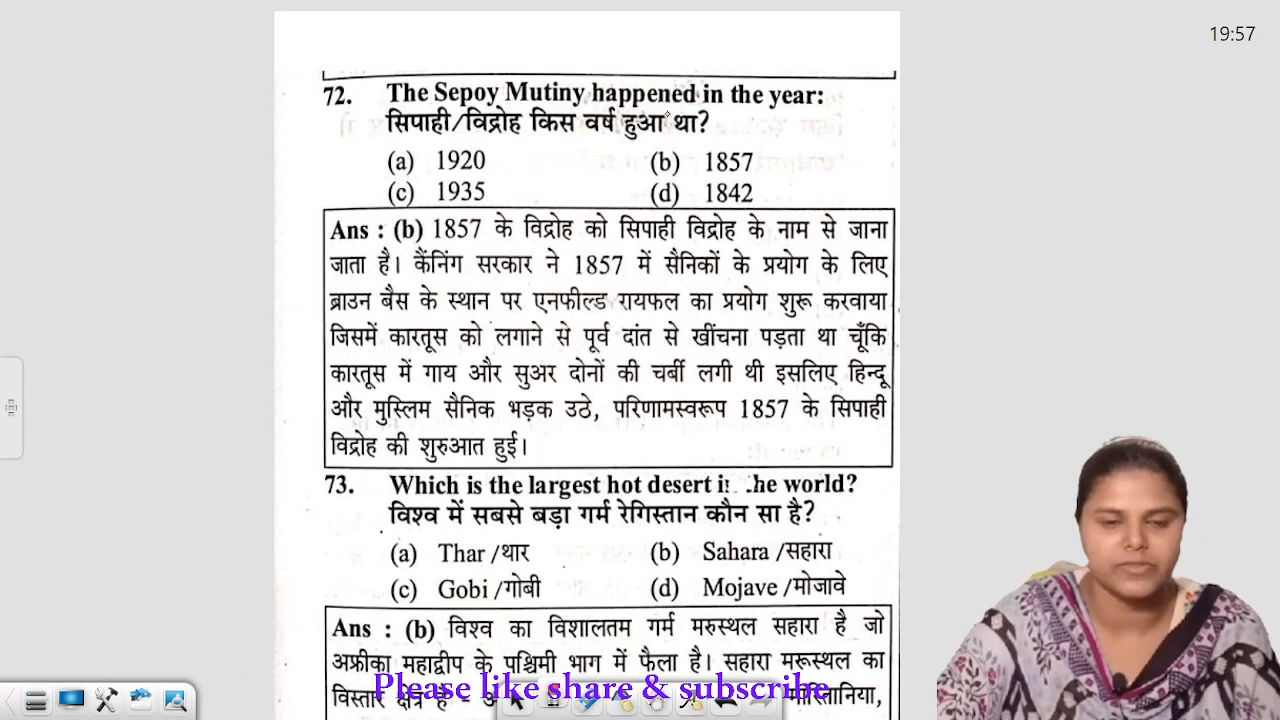 19:57
72. The Sepoy Mutiny happened in the year:
सिपाही/विद्रोह किस वर्ष हुआ था?
(a) 1920 (b) 1857
(c) 1935 (d) 1842
Ans : (b) 1857 के विद्रोह को सिपाही विद्रोह के नाम से जाना
जाता है। कैंनिंग सरकार ने 1857 में सैनिकों के प्रयोग के लिए
ब्राउन बैस के स्थान पर एनफील्ड रायफल का प्रयोग शुरू करवाया
जिसमें कारतूस को लगाने से पूर्व दांत से खींचना पड़ता था चूँकि
कारतूस में गाय और सुअर दोनों की चर्बी लगी थी इसलिए हिन्दू
और मुस्लिम सैनिक भड़क उठे, परिणामस्वरूप 1857 के सिपाही
विद्रोह की शुरुआत हुई।
73. Which is the largest hot desert he world?
विश्व में सबसे बड़ा गर्म रेगिस्तान कौन सा है?
(a) Thar /थार (b) Sahara /सहारा
(c) Gobi /गोबी (d) Mojave /मोजावे
Ans : (b) विश्व का विशालतम गर्म मरुस्थल सहारा है जो
अफ्रीका महाद्वीप के पश्चिमी भाग में फैला है। सहारा मरूस्थल का
विस्तार क्षेत्र है -
Please like share & subscribe